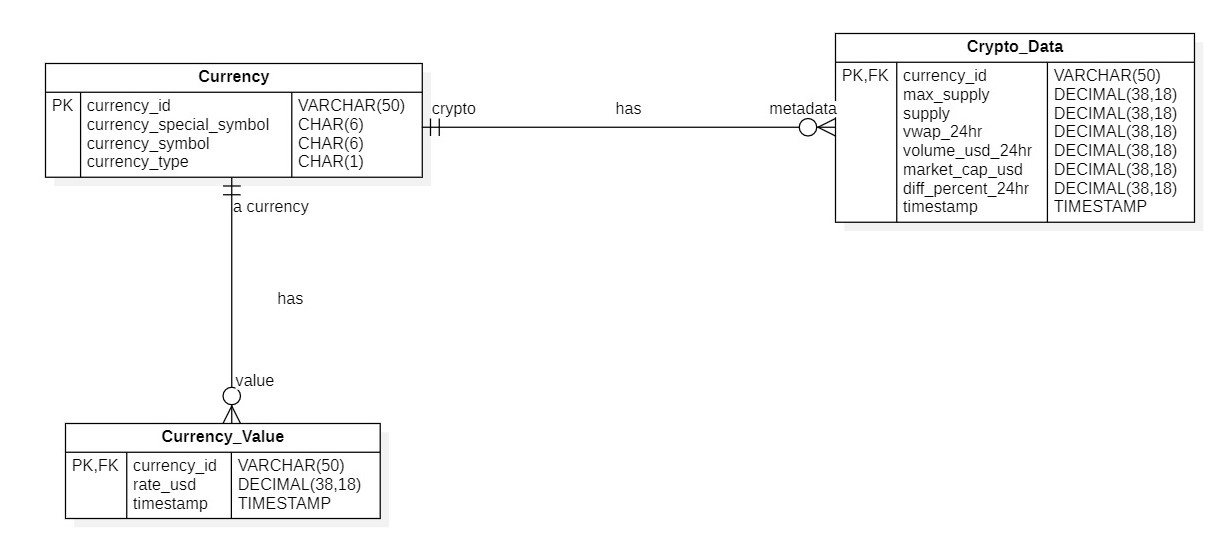 Currency
PK currency_id VARCHAR(50)
currency_special_symbol CHAR(6)
currency_symbol CHAR(6)
currency_type CHAR(1)
crypto
has
metadata
Crypto_Data
PK,FK currency_id VARCHAR(50)
max_supply DECIMAL(38,18)
supply DECIMAL(38,18)
vwap_24hr DECIMAL(38,18)
volume_usd_24hr DECIMAL(38,18)
market_cap_usd DECIMAL(38,18)
diff_percent_24hr DECIMAL(38,18)
timestamp TIMESTAMP
a currency
has
value
Currency_Value
PK,FK currency_id VARCHAR(50)
rate_usd DECIMAL(38,18)
timestamp TIMESTAMP